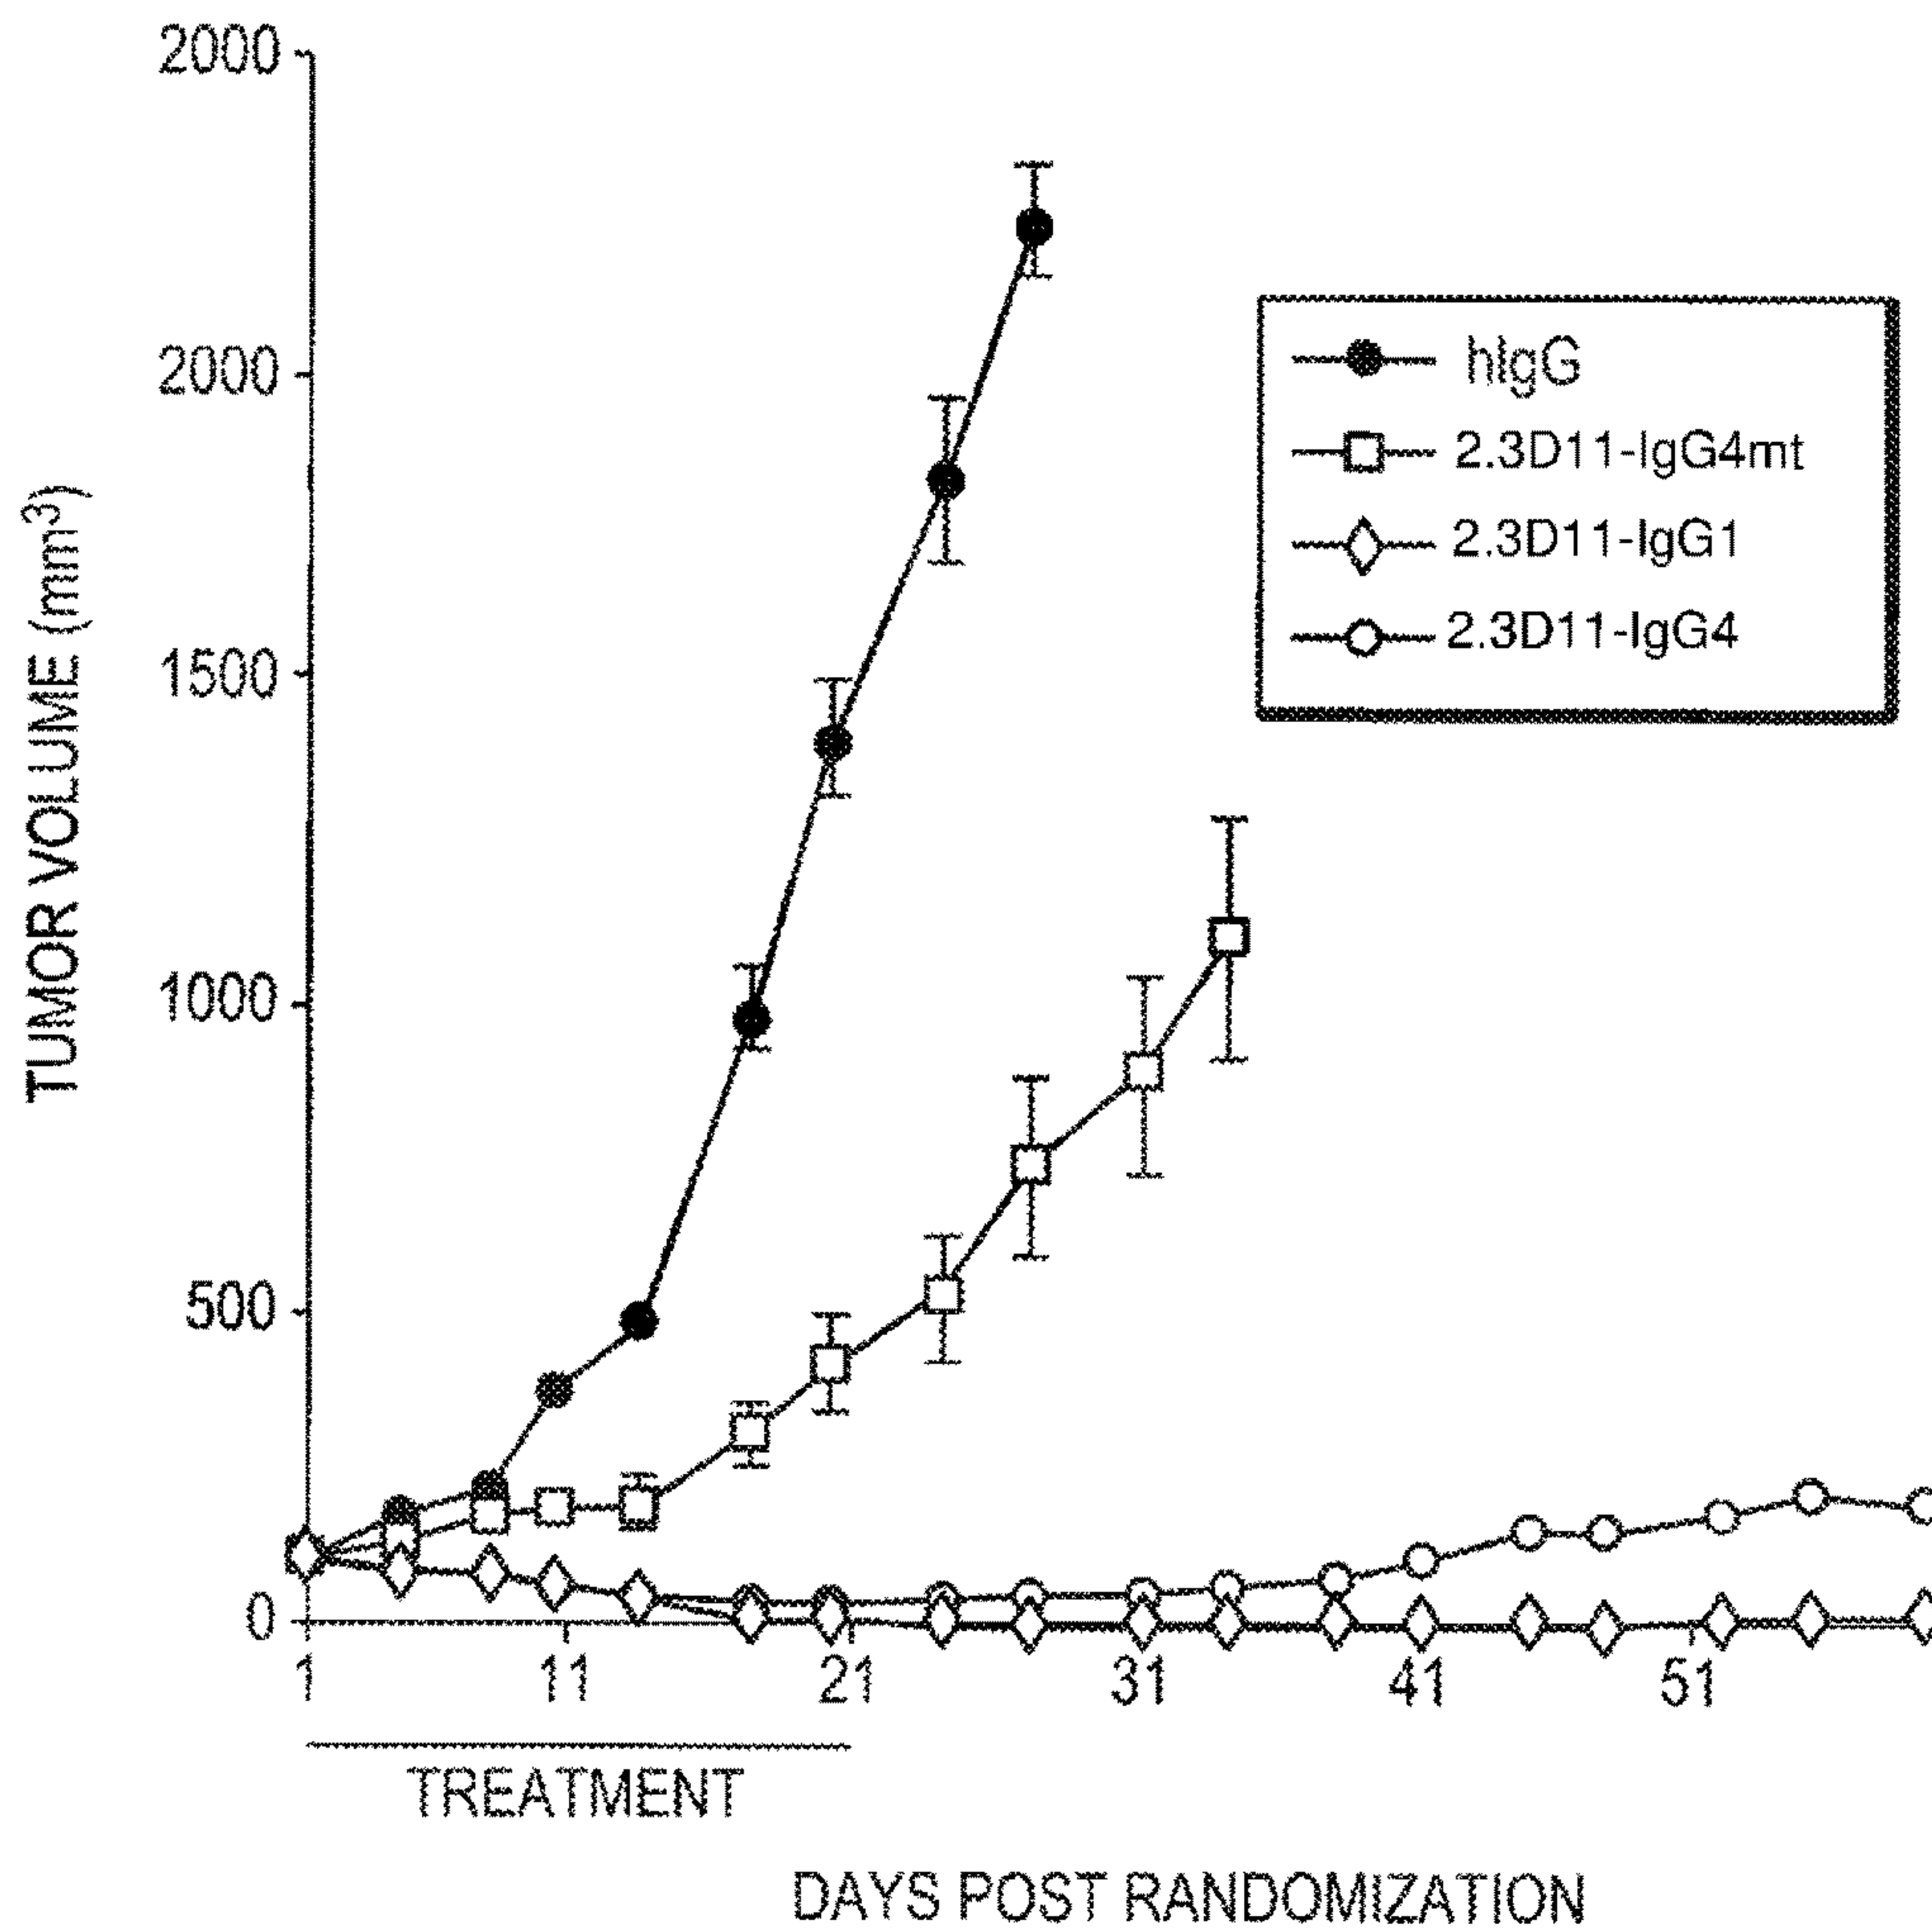 2000
2000
1500
1000
500
0
TUMOR VOLUME (mm³)
hIgG
2.3D11-IgG4mt
2.3D11-IgG1
2.3D11-IgG4
1 11 21 31 41 51
TREATMENT
DAYS POST RANDOMIZATION